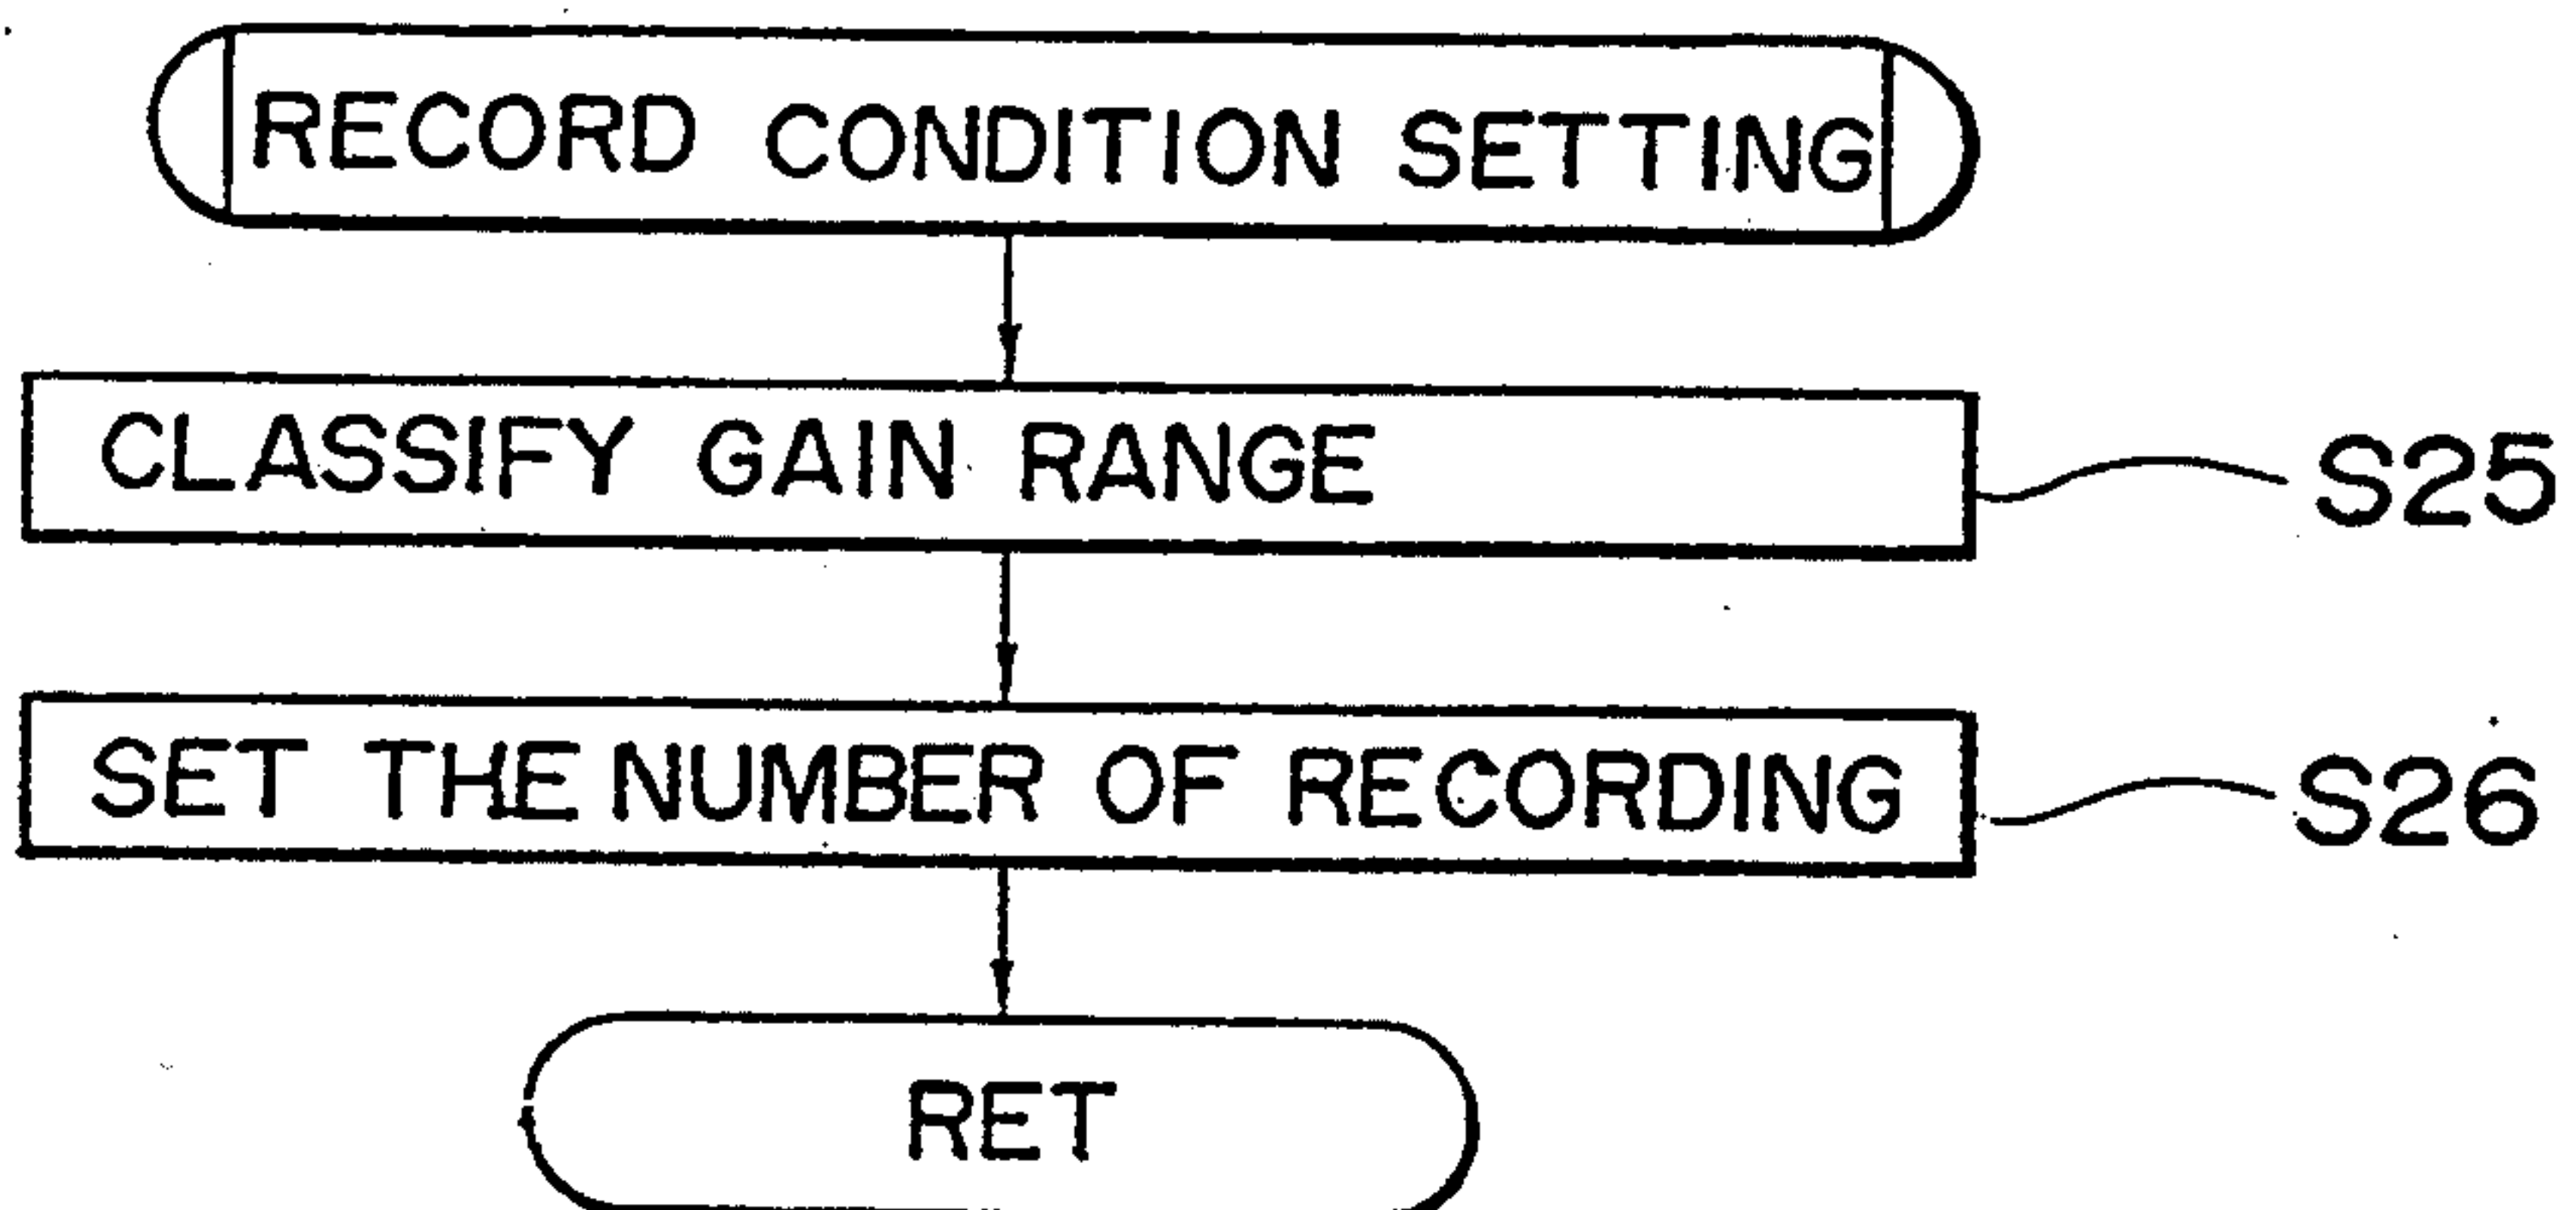 RECORD CONDITION SETTING
CLASSIFY GAIN RANGE
S25
SET THE NUMBER OF RECORDING
S26
RET